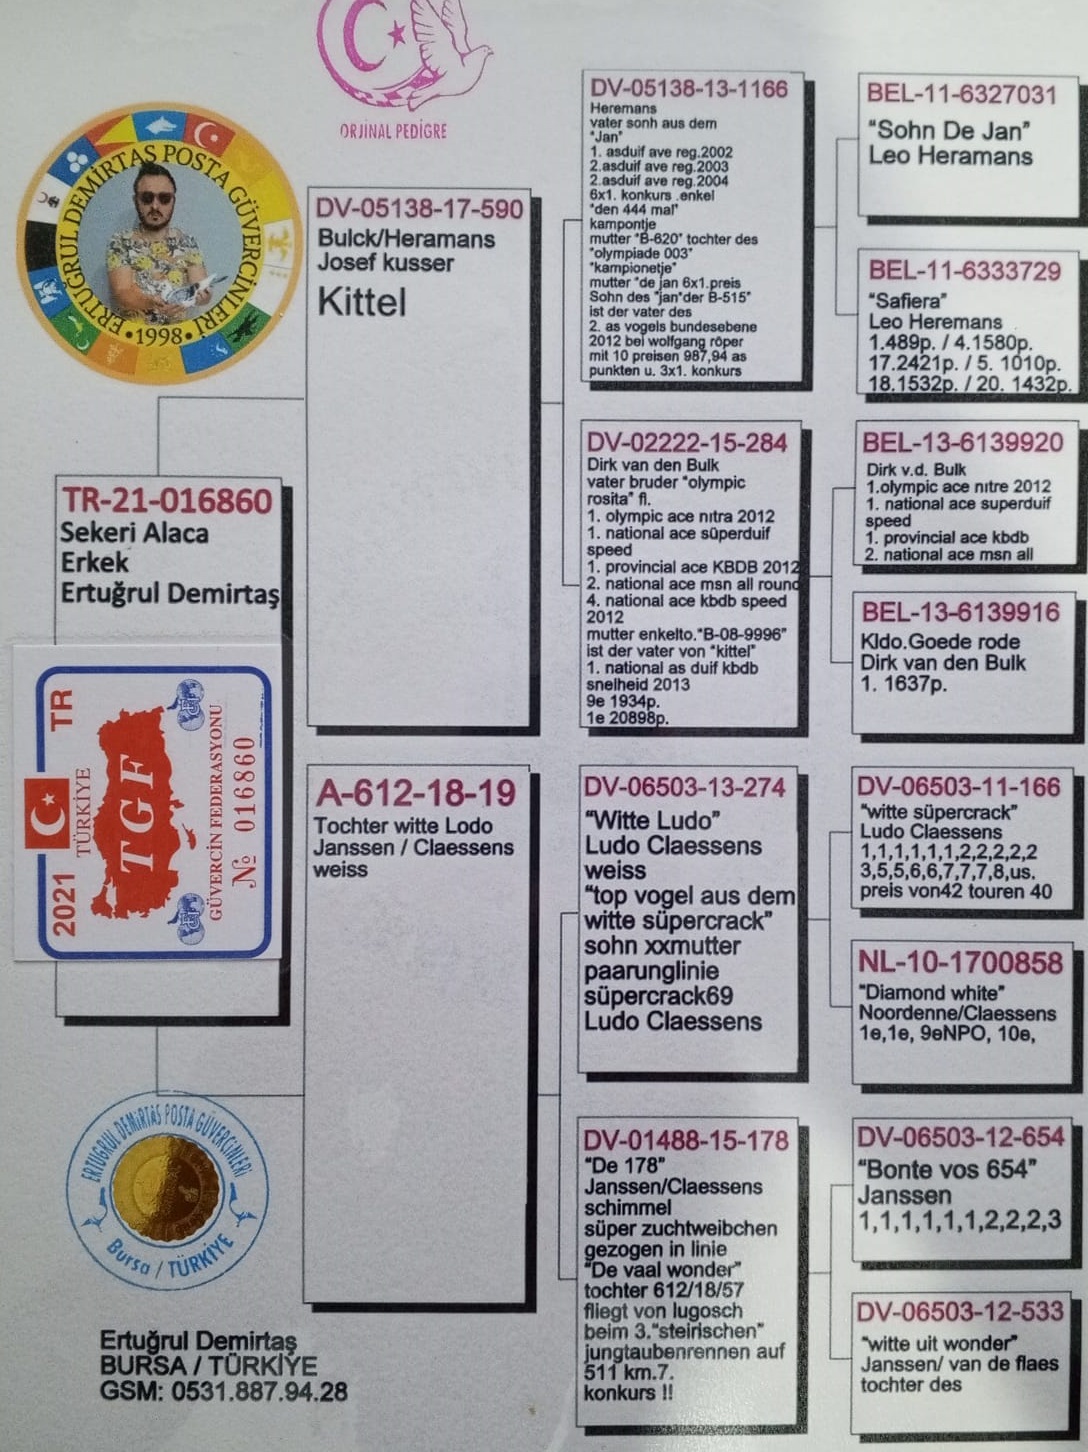 ORJİNAL PEDİGRE
ERTUĞRUL DEMİRTAŞ POSTA GÜVERCİNLERİ
• 1998 •
TR-21-016860
Sekeri Alaca
Erkek
Ertuğrul Demirtaş
2021 TÜRKİYE TR
TGF
GÜVERCİN FEDERASYONU
№ 016860
ERTUĞRUL DEMİRTAŞ POSTA GÜVERCİNLERİ
Bursa / TÜRKİYE
Ertuğrul Demirtaş
BURSA / TÜRKİYE
GSM: 0531.887.94.28
DV-05138-17-590
Bulck/Heramans
Josef kusser
Kittel
A-612-18-19
Tochter witte Lodo
Janssen / Claessens
weiss
DV-05138-13-1166
Heremans
vater sonh aus dem
"Jan"
1. asduif ave reg.2002
2.asduif ave reg.2003
2.asduif ave reg.2004
6x1. konkurs .enkel
"den 444 mal"
kampontje
mutter "B-620" tochter des
"olympiade 003"
"kampionetje"
mutter "de jan 6x1.preis
Sohn des "jan"der B-515"
ist der vater des
2. as vogels bundesebene
2012 bei wolfgang röper
mit 10 preisen 987,94 as
punkten u. 3x1. konkurs
DV-02222-15-284
Dirk van den Bulk
vater bruder "olympic
rosita" fl.
1. olympic ace nıtra 2012
1. national ace süperduif
speed
1. provincial ace KBDB 2012
2. national ace msn all round
4. national ace kbdb speed
2012
mutter enkelto."B-08-9996"
ist der vater von "kittel"
1. national as duif kbdb
snelheid 2013
9e 1934p.
1e 20898p.
DV-06503-13-274
"Witte Ludo"
Ludo Claessens
weiss
"top vogel aus dem
witte süpercrack"
sohn xxmutter
paarunglinie
süpercrack69
Ludo Claessens
DV-01488-15-178
"De 178"
Janssen/Claessens
schimmel
süper zuchtweibchen
gezogen in linie
"De vaal wonder"
tochter 612/18/57
fliegt von lugosch
beim 3."steirischen"
jungtaubenrennen auf
511 km.7.
konkurs !!
BEL-11-6327031
"Sohn De Jan"
Leo Heramans
BEL-11-6333729
"Safiera"
Leo Heremans
1.489p. / 4.1580p.
17.2421p. / 5. 1010p.
18.1532p. / 20. 1432p.
BEL-13-6139920
Dirk v.d. Bulk
1.olympic ace nitre 2012
1. national ace superduif
speed
1. provincial ace kbdb
2. national ace msn all
BEL-13-6139916
Kldo.Goede rode
Dirk van den Bulk
1. 1637p.
DV-06503-11-166
"witte süpercrack"
Ludo Claessens
1,1,1,1,1,1,2,2,2,2,2
3,5,5,6,6,7,7,7,8,us.
preis von42 touren 40
NL-10-1700858
"Diamond white"
Noordenne/Claessens
1e,1e, 9eNPO, 10e,
DV-06503-12-654
"Bonte vos 654"
Janssen
1,1,1,1,1,1,2,2,2,3
DV-06503-12-533
"witte uit wonder"
Janssen/ van de flaes
tochter des